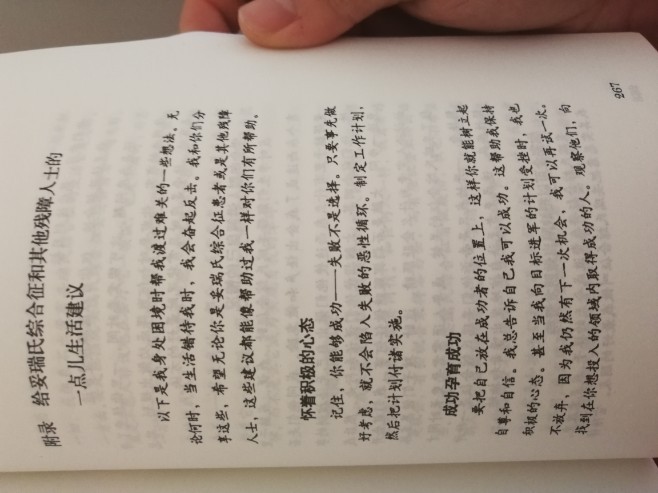 附录　给妥瑞氏综合征和其他残障人士的
一点儿生活建议
以下是我身处困境时帮我渡过难关的一些想法。无
论何时，当生活错待我时，我会奋起反击。我和你们分
享这些，希望无论你是妥瑞氏综合征患者或是其他残障
人士，这些建议都能像帮助过我一样对你们有所帮助。
怀着积极的心态
记住，你能够成功——失败不是选择。只要事先做
好考虑，就不会陷入失败的恶性循环。制定工作计划，
然后把计划付诸实施。
成功孕育成功
要把自己放在成功者的位置上，这样你就能树立起
自尊和自信。我总告诉自己我可以成功。这帮助我保持
积极的心态。甚至当我向目标进军的计划受挫时，我也
不放弃，因为我仍然有下一次机会，我可以再试一次。
找到在你想投入的领域内取得成功的人。观察他们，向
267